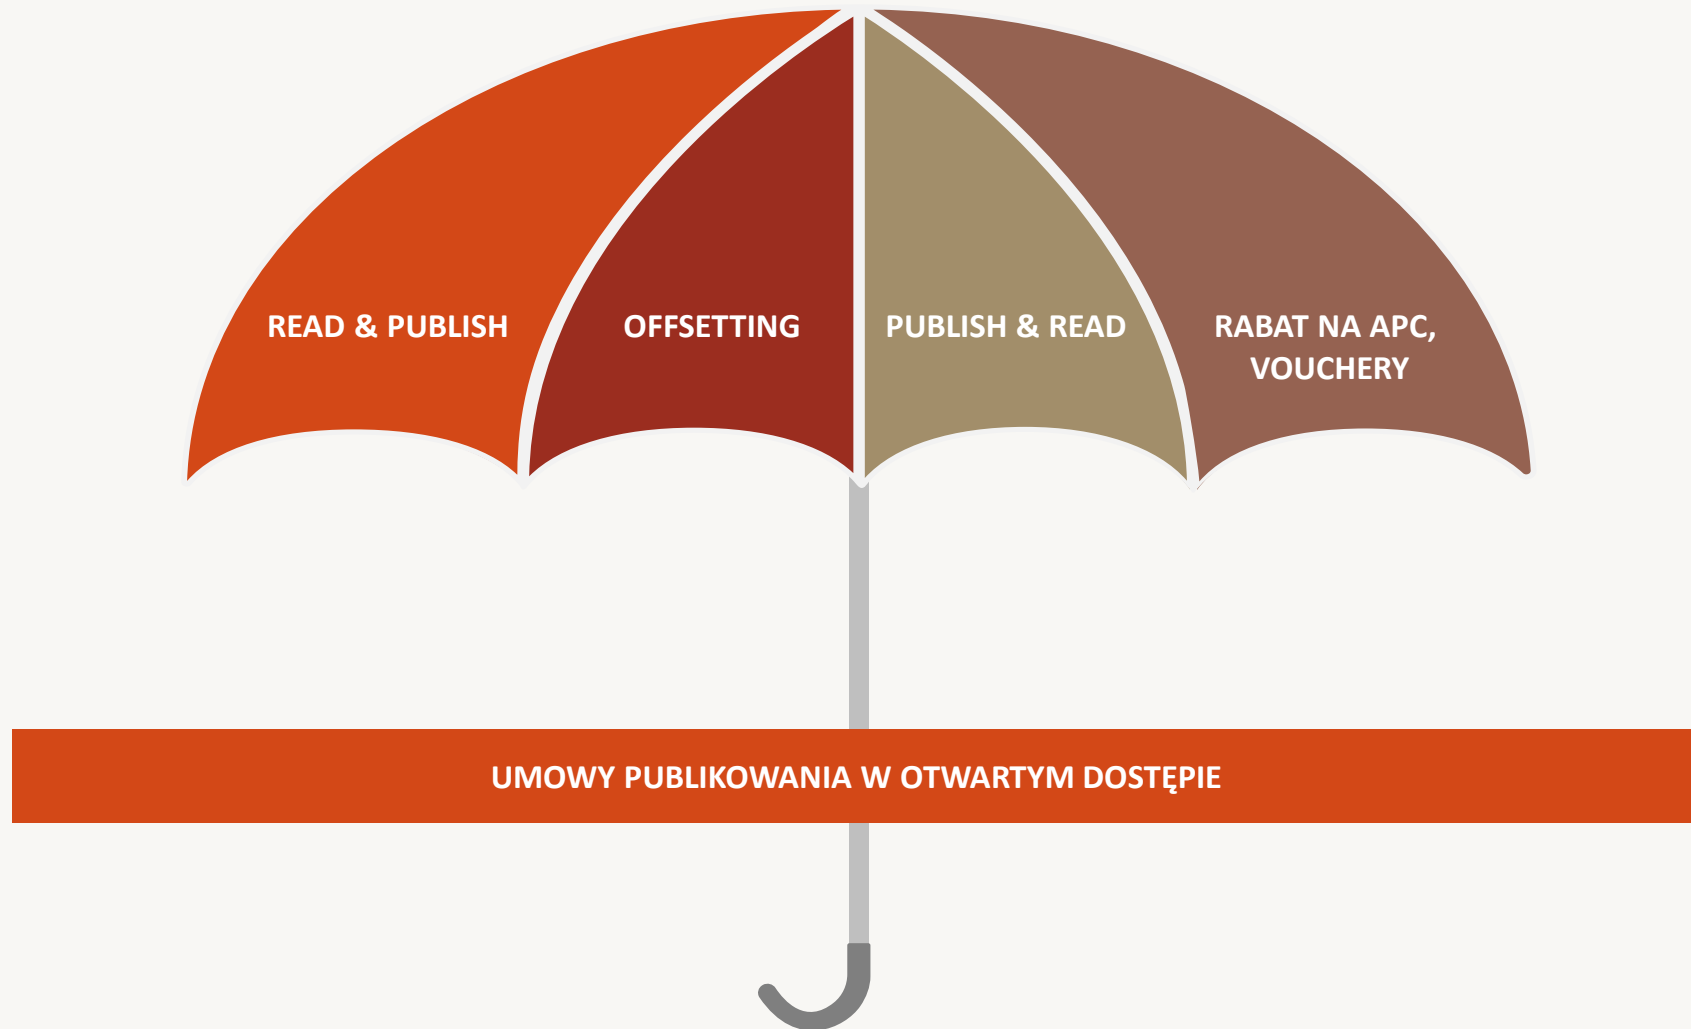 READ & PUBLISH
OFFSETTING
PUBLISH & READ
RABAT NA APC,
VOUCHERY
UMOWY PUBLIKOWANIA W OTWARTYM DOSTĘPIE